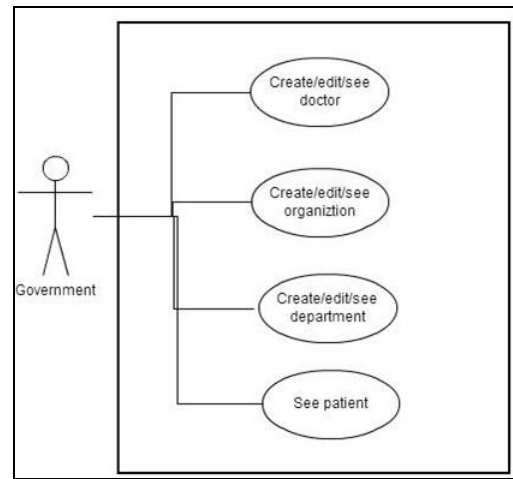 Create/edit/see
doctor
Create/edit/see
organiztion
Government
Create/edit/see
department
See patient